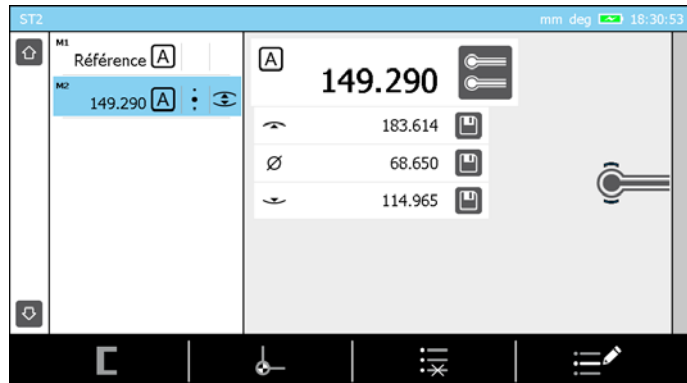 ST2 mm deg 18:30:53
M1
Référence A
M2
149.290 A
A
149.290
183.614
Ø 68.650
114.965